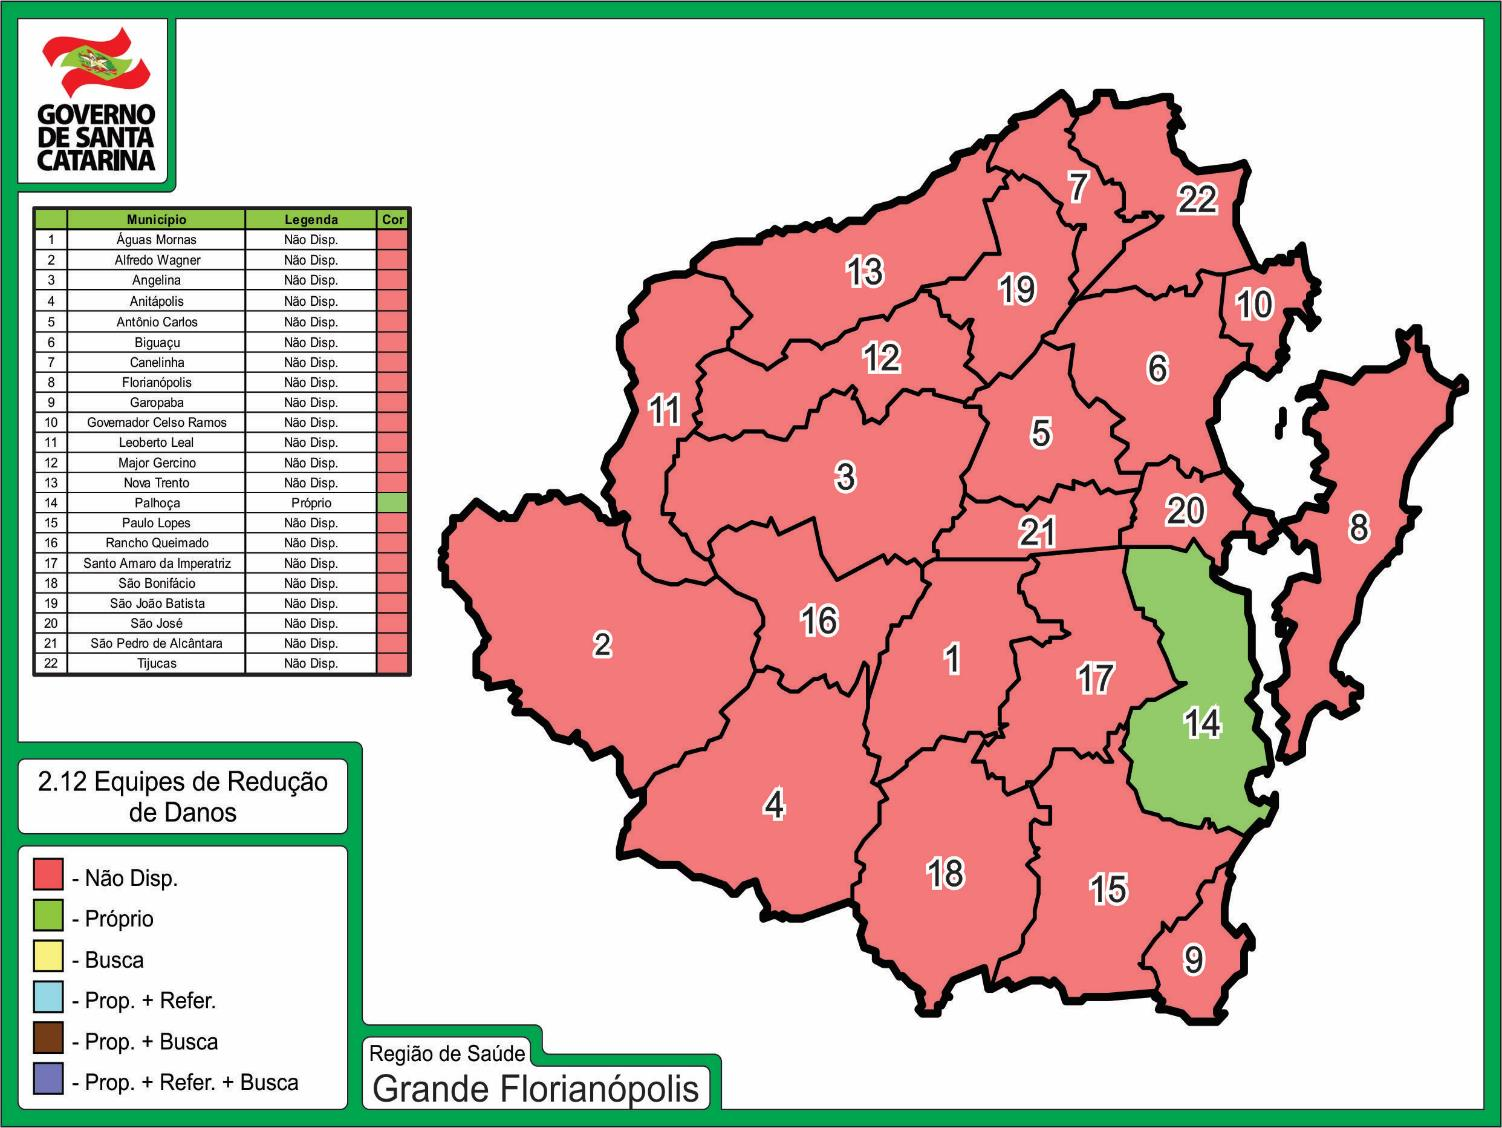 GOVERNO
DE SANTA
CATARINA
Município Legenda Cor
1 Águas Mornas Não Disp.
2 Alfredo Wagner Não Disp.
3 Angelina Não Disp.
4 Anitápolis Não Disp.
5 Antônio Carlos Não Disp.
6 Biguaçu Não Disp.
7 Canelinha Não Disp.
8 Florianópolis Não Disp.
9 Garopaba Não Disp.
10 Governador Celso Ramos Não Disp.
11 Leoberto Leal Não Disp.
12 Major Gercino Não Disp.
13 Nova Trento Não Disp.
14 Palhoça Próprio
15 Paulo Lopes Não Disp.
16 Rancho Queimado Não Disp.
17 Santo Amaro da Imperatriz Não Disp.
18 São Bonifácio Não Disp.
19 São João Batista Não Disp.
20 São José Não Disp.
21 São Pedro de Alcântara Não Disp.
22 Tijucas Não Disp.
7
22
13
19
10
12
6
11
5
3
20
21
8
16
2
1
17
14
4
18
15
9
2.12 Equipes de Redução
de Danos
- Não Disp.
- Próprio
- Busca
- Prop. + Refer.
- Prop. + Busca
- Prop. + Refer. + Busca
Região de Saúde
Grande Florianópolis